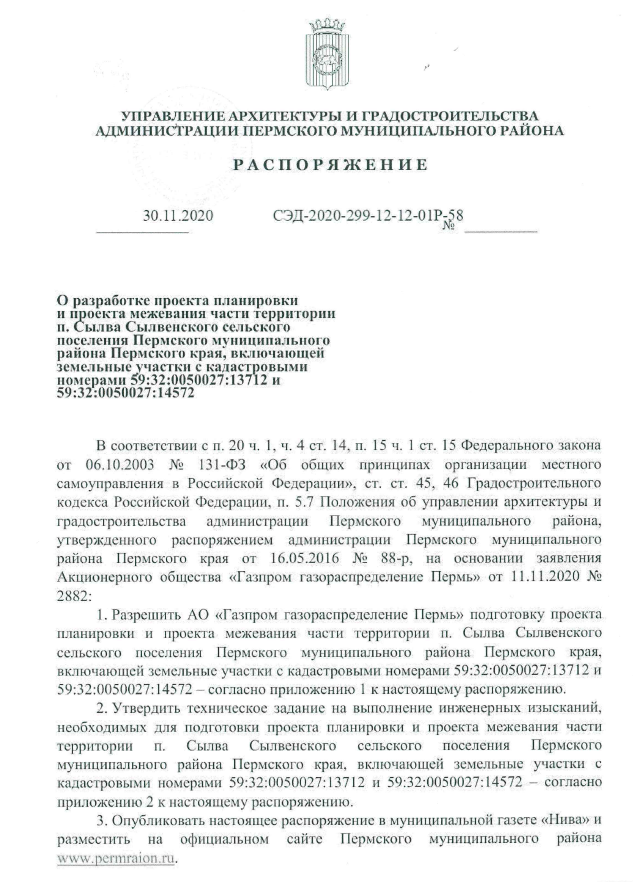 УПРАВЛЕНИЕ АРХИТЕКТУРЫ И ГРАДОСТРОИТЕЛЬСТВА
АДМИНИСТРАЦИИ ПЕРМСКОГО МУНИЦИПАЛЬНОГО РАЙОНА
РАСПОРЯЖЕНИЕ
30.11.2020 СЭД-2020-299-12-12-01Р-58
№
О разработке проекта планировки
и проекта межевания части территории
п. Сылва Сылвенского сельского
поселения Пермского муниципального
района Пермского края, включающей
земельные участки с кадастровыми
номерами 59:32:0050027:13712 и
59:32:0050027:14572
В соответствии с п. 20 ч. 1, ч. 4 ст. 14, п. 15 ч. 1 ст. 15 Федерального закона
от 06.10.2003 № 131-ФЗ «Об общих принципах организации местного
самоуправления в Российской Федерации», ст. ст. 45, 46 Градостроительного
кодекса Российской Федерации, п. 5.7 Положения об управлении архитектуры и
градостроительства администрации Пермского муниципального района,
утвержденного распоряжением администрации Пермского муниципального
района Пермского края от 16.05.2016 № 88-р, на основании заявления
Акционерного общества «Газпром газораспределение Пермь» от 11.11.2020 №
2882:
1. Разрешить АО «Газпром газораспределение Пермь» подготовку проекта
планировки и проекта межевания части территории п. Сылва Сылвенского
сельского поселения Пермского муниципального района Пермского края,
включающей земельные участки с кадастровыми номерами 59:32:0050027:13712 и
59:32:0050027:14572 – согласно приложению 1 к настоящему распоряжению.
2. Утвердить техническое задание на выполнение инженерных изысканий,
необходимых для подготовки проекта планировки и проекта межевания части
территории п. Сылва Сылвенского сельского поселения Пермского
муниципального района Пермского края, включающей земельные участки с
кадастровыми номерами 59:32:0050027:13712 и 59:32:0050027:14572 – согласно
приложению 2 к настоящему распоряжению.
3. Опубликовать настоящее распоряжение в муниципальной газете «Нива» и
разместить на официальном сайте Пермского муниципального района
www.permraion.ru.